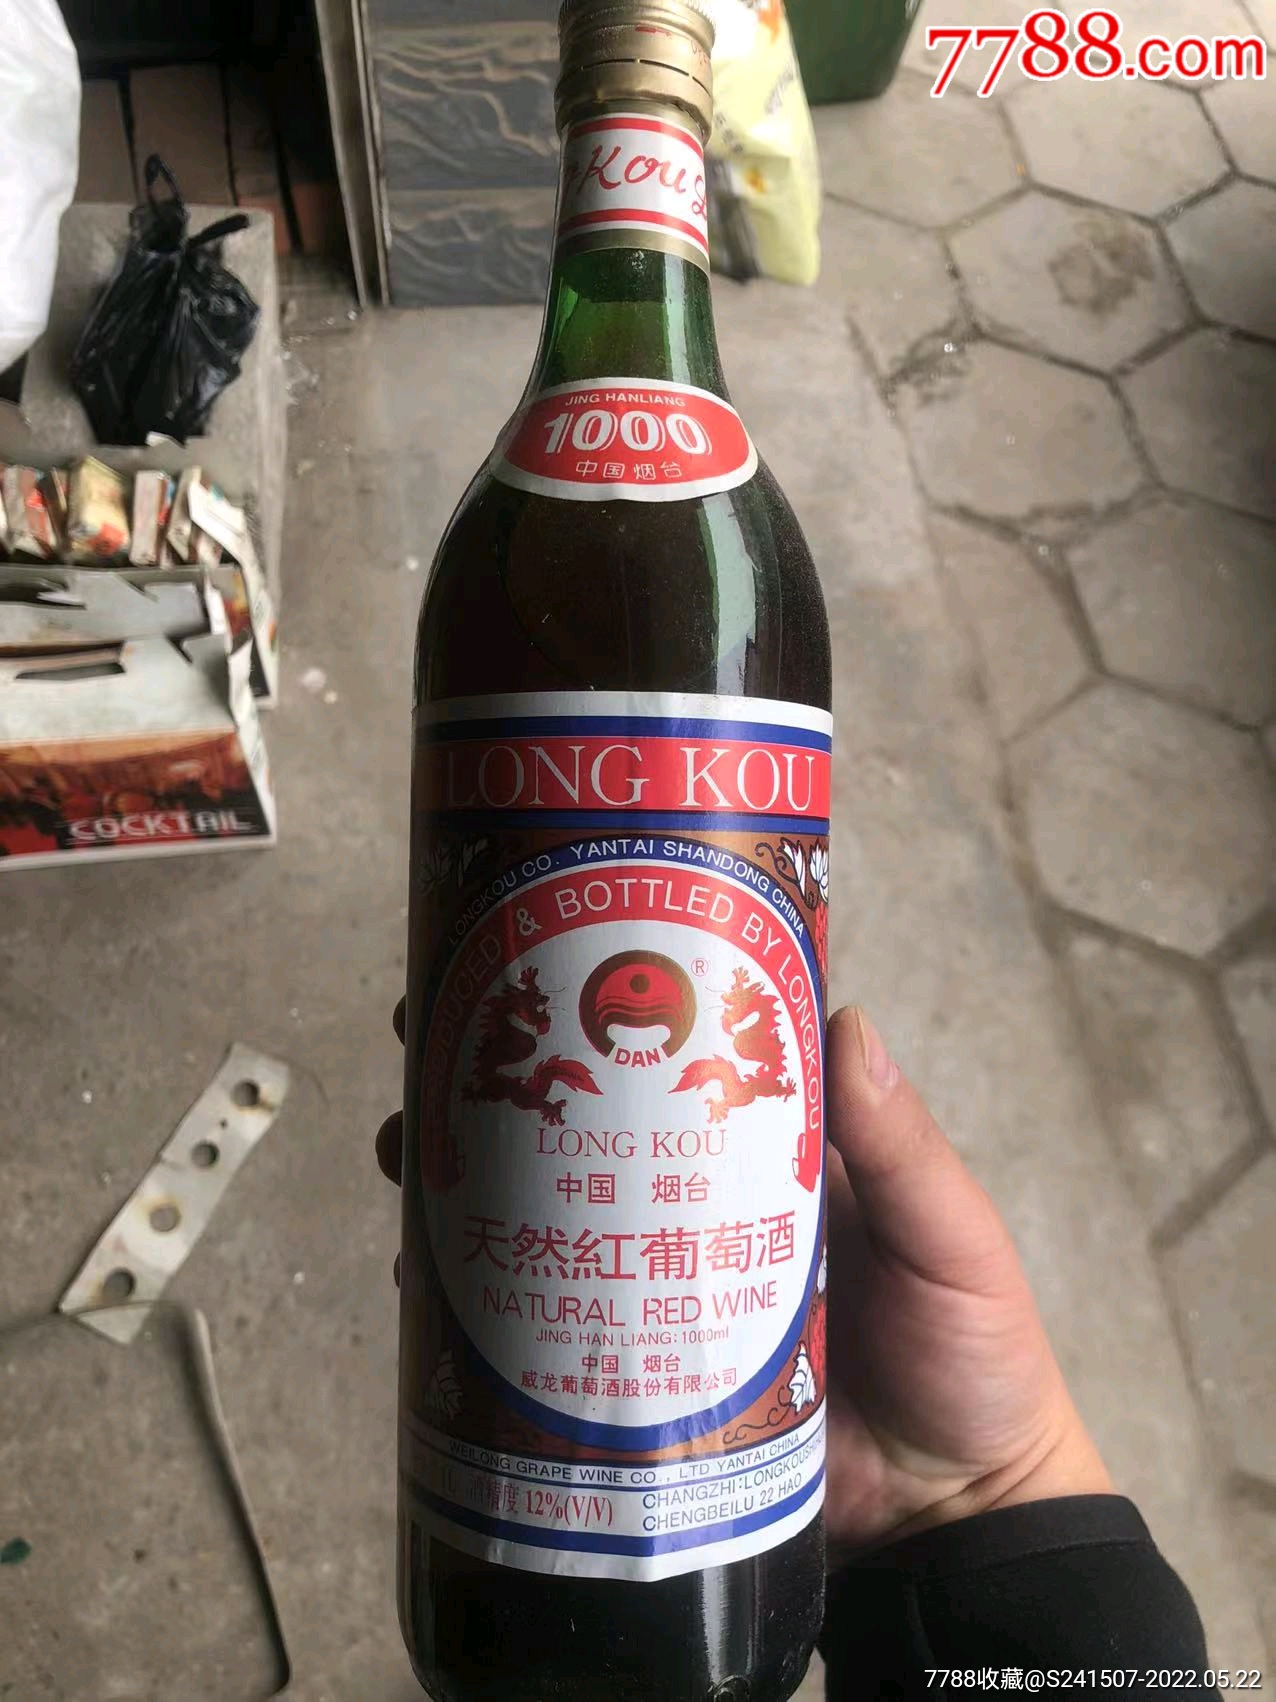 7788.com
Kou
JING HANLIANG
1000
中国烟台
LONG KOU
LONGKOU CO. YANTAI SHANDONG CHINA
PRODUCED & BOTTLED BY LONGKOU
®
DAN
LONG KOU
中国 烟台
天然紅葡萄酒
NATURAL RED WINE
JING HAN LIANG:1000ml
中国 烟台
威龙葡萄酒股份有限公司
WEILONG GRAPE WINE CO., LTD YANTAI CHINA
酒精度 12%(V/V)
CHANGZHI:LONGKOUSHI
CHENGBEILU 22 HAO
COCKTAIL
7788收藏@S241507-2022.05.22